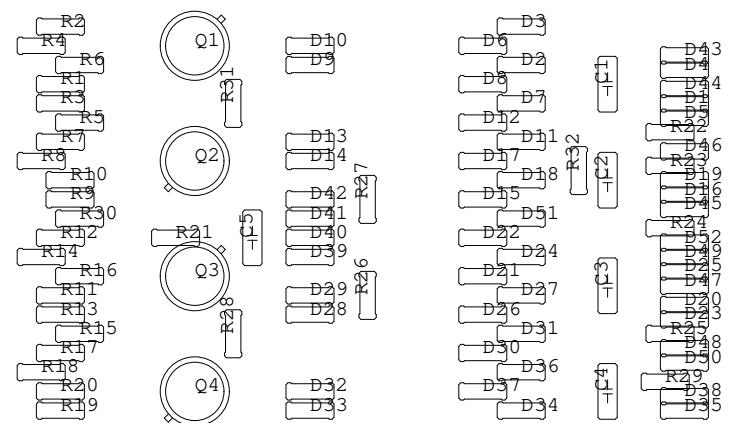 R2 D3
R4 Q1 D10 D6 D43
R6 D9 D2 D4
R1 R31 D8 C1 D44
R3 D7 D1
R5 D12 D5
R7 D13 D11 R22
R8 Q2 D14 D17 R32 D46
R10 R27 D18 C2 R23 D19
R9 D42 D15 D16
R30 D41 D51 D45
R12 R21 C5 D40 D22 R24 D52
R14 D39 D24 D49
R16 Q3 R26 D21 C3 D25
R11 D29 D27 D47
R13 R28 D28 D26 D20 D23
R15 D31 R25
R17 D30 D48
R18 D36 D50
R20 Q4 D32 D37 C4 R29 D38
R19 D33 D34 D35